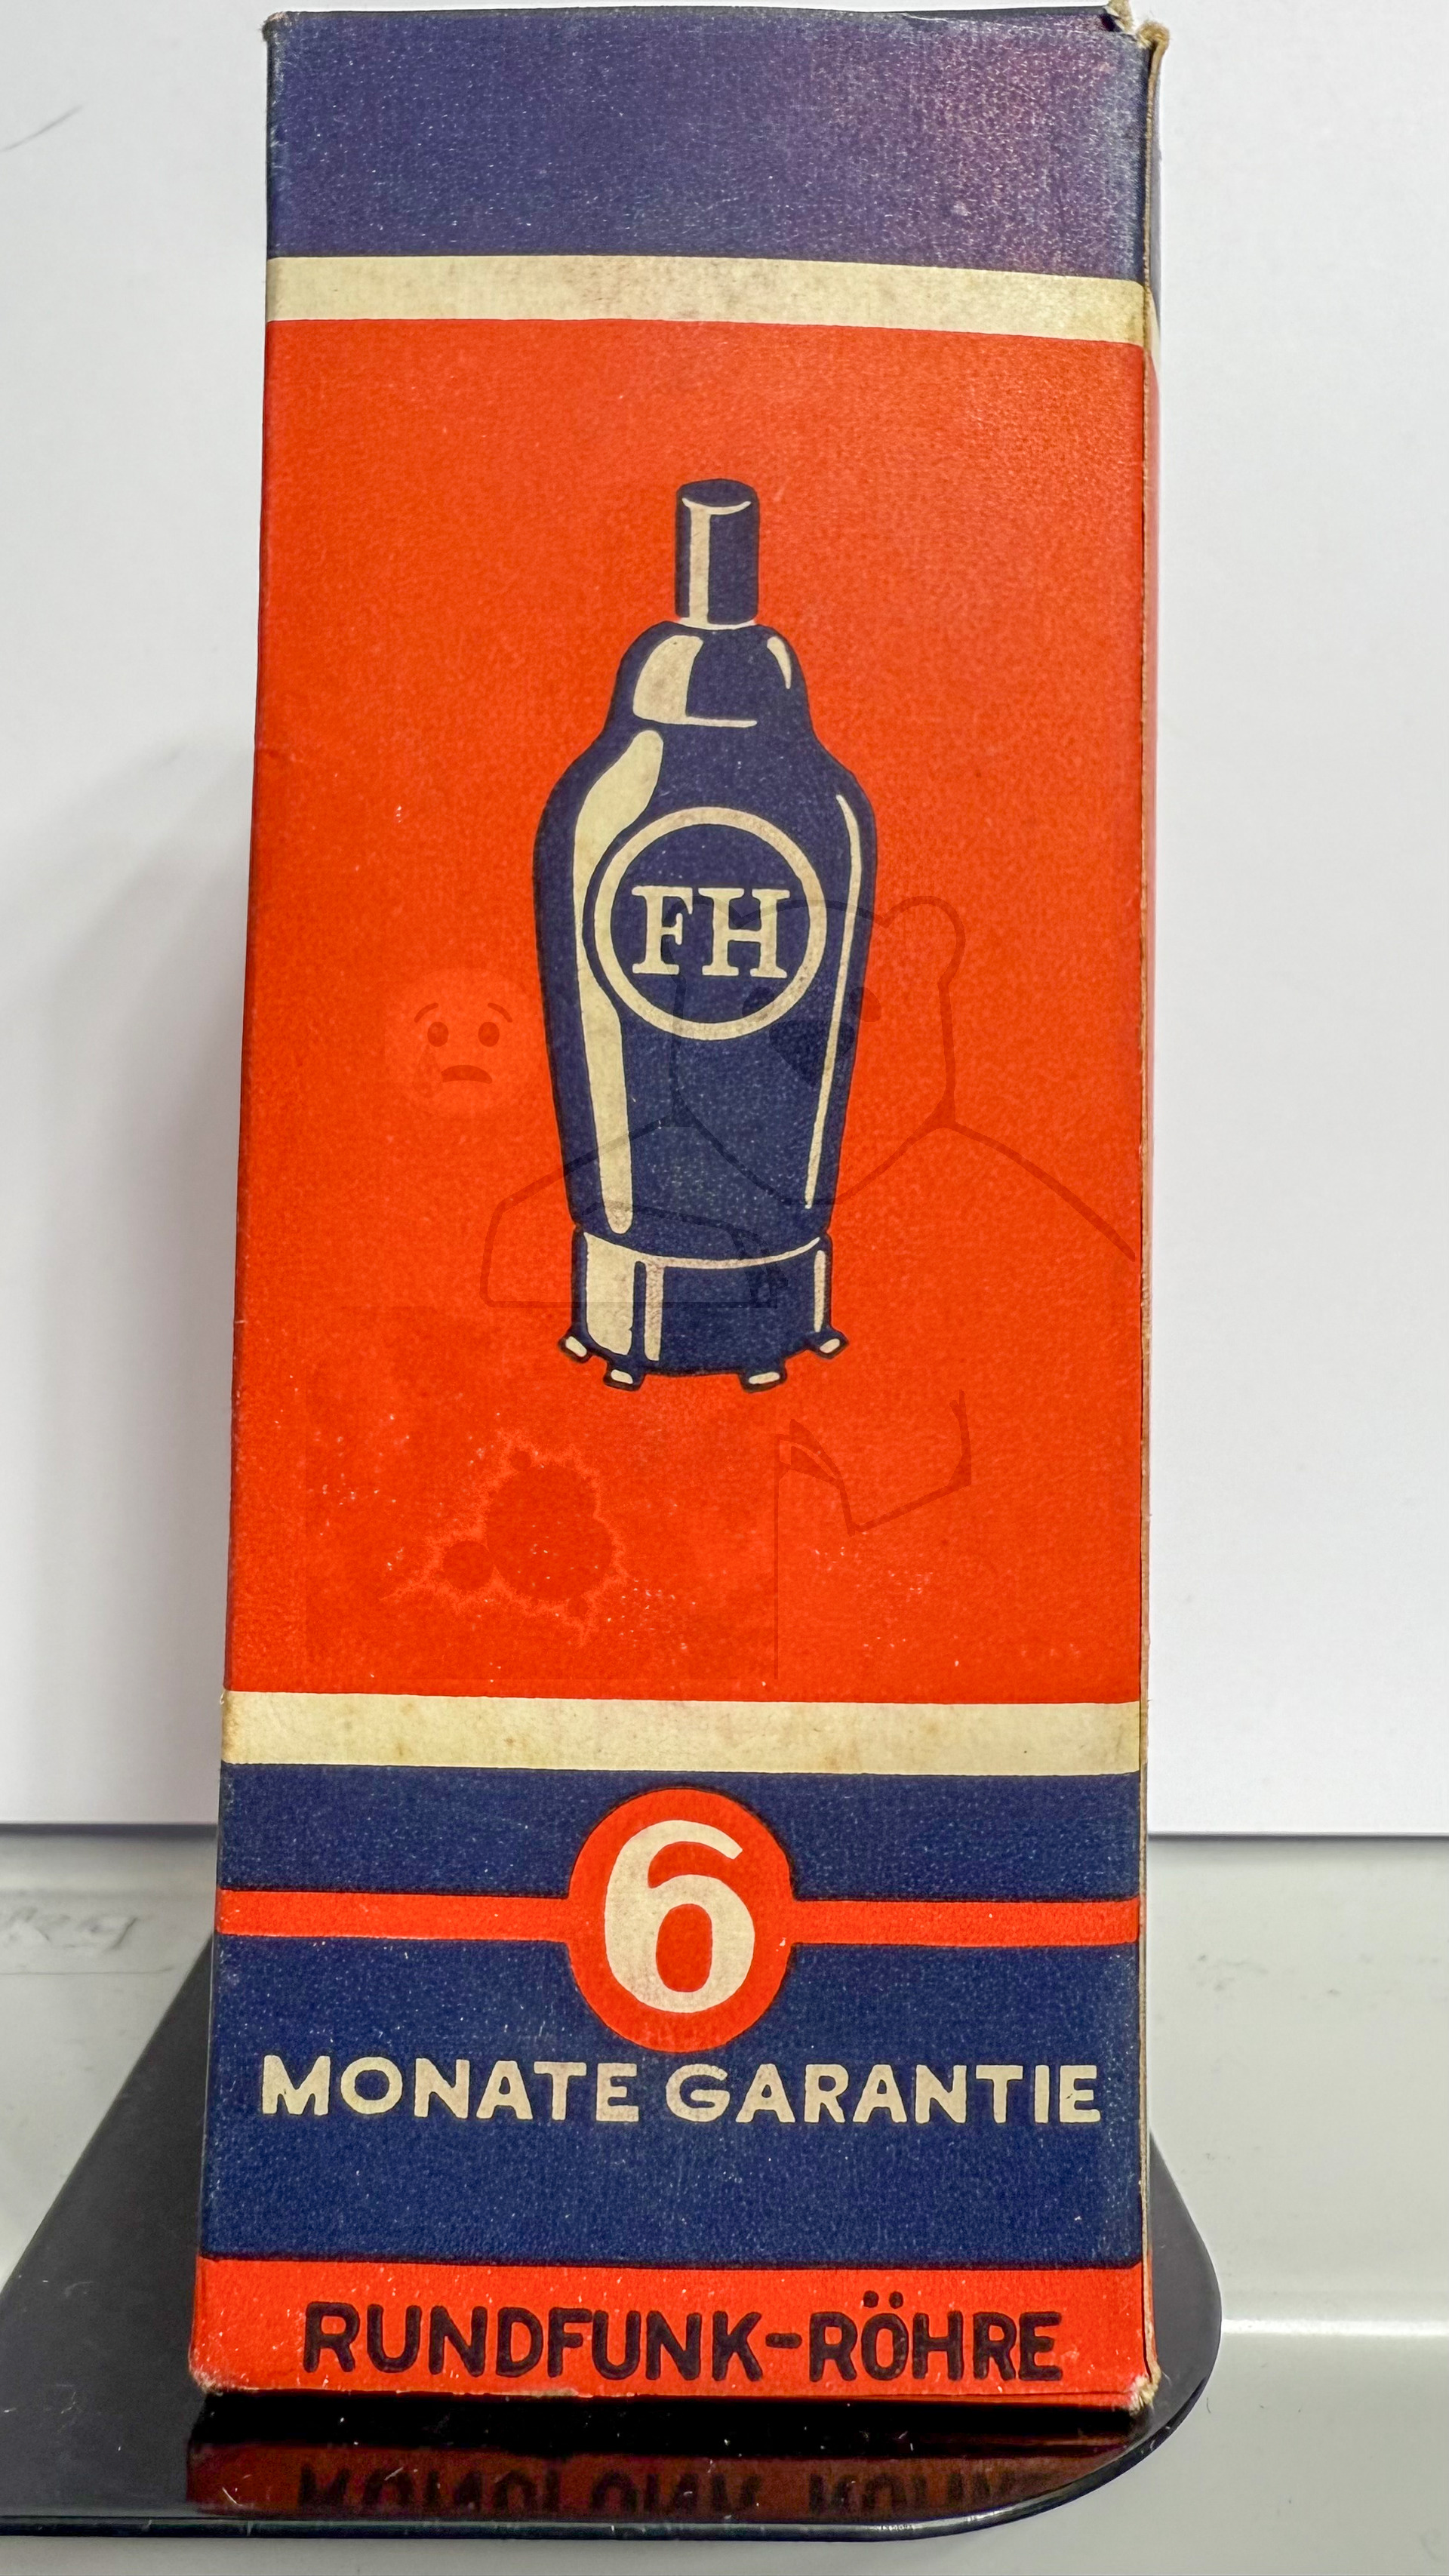 FH
6
MONATE GARANTIE
RUNDFUNK-RÖHRE